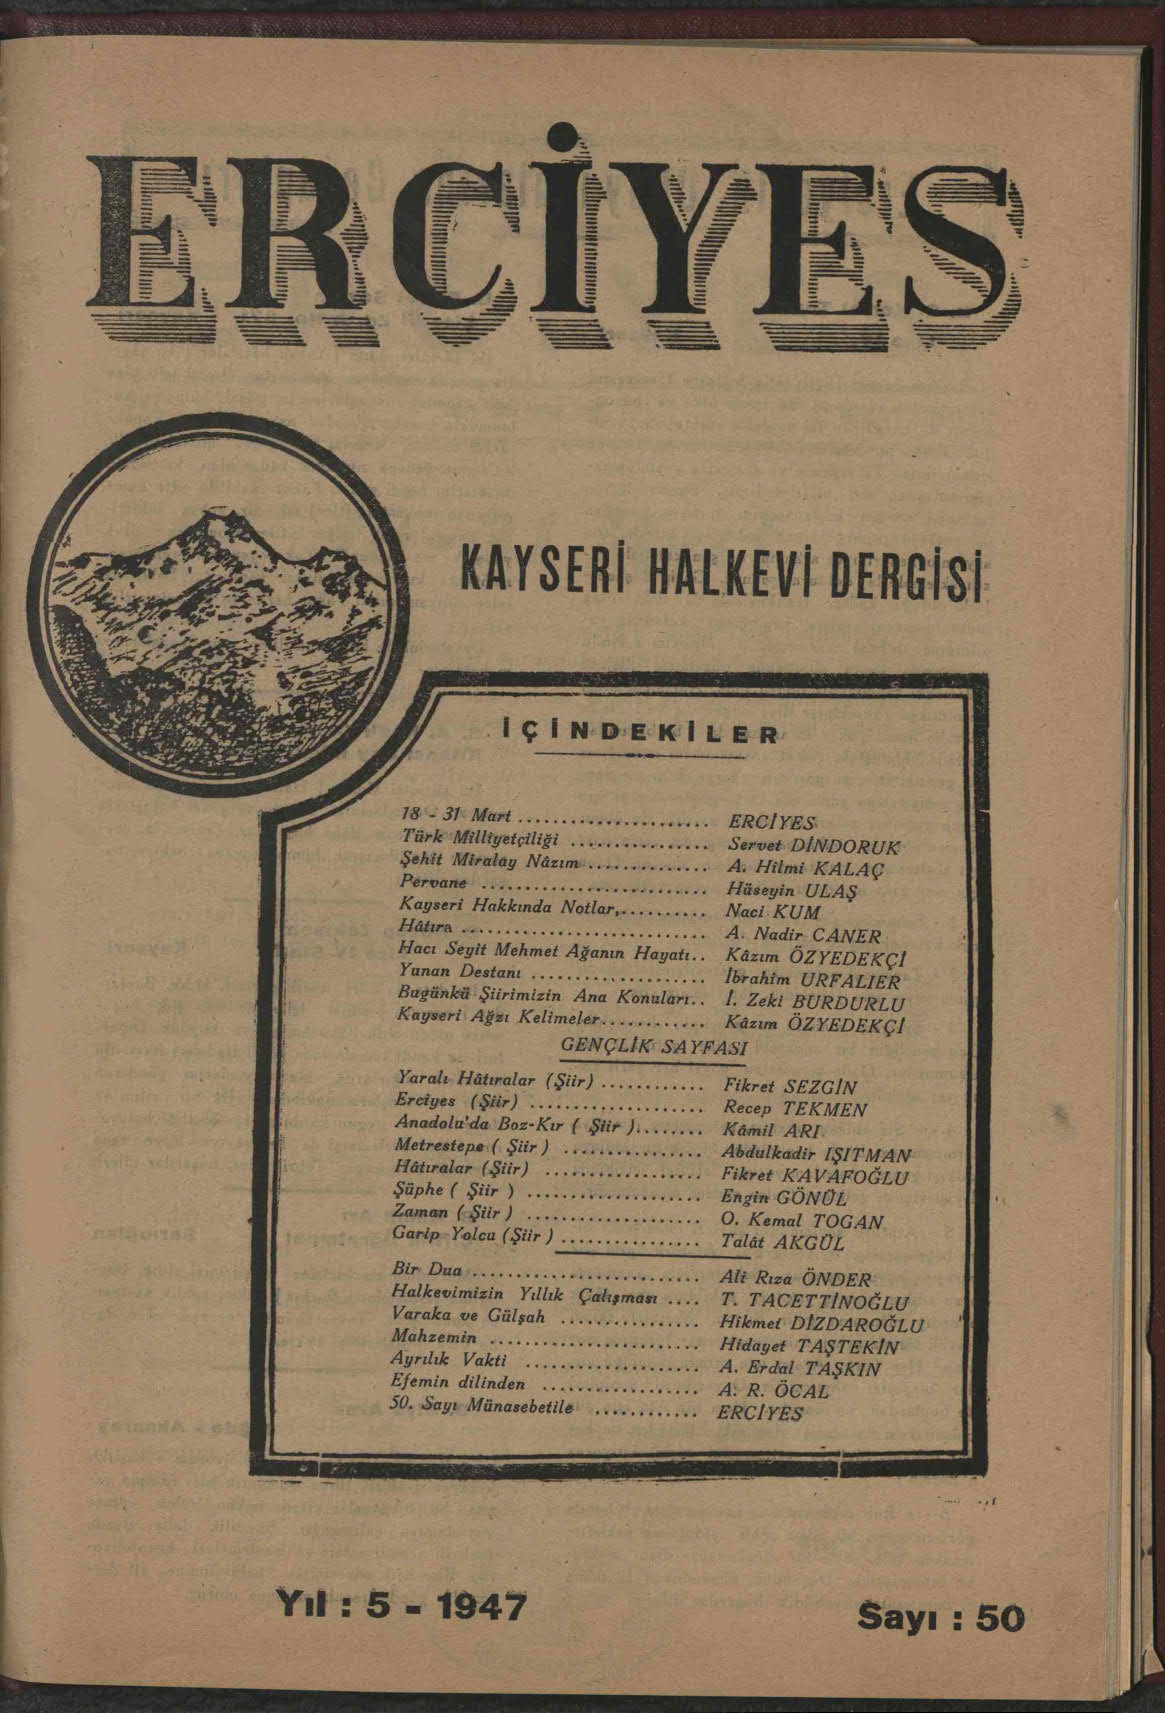 ERCİYES
KAYSERİ HALKEVİ DERGİSİ
İÇİNDEKİLER
18 - 31 Mart ....................... ERCİYES
Türk Milliyetçiliği ................ Servet DİNDORUK
Şehit Miralay Nâzım .............. A. Hilmi KALAÇ
Pervane .......................... Hüseyin ULAŞ
Kayseri Hakkında Notlar........... Naci KUM
Hâtıra ............................ A. Nadir CANER
Hacı Seyit Mehmet Ağanın Hayatı.. Kâzım ÖZYEDEKÇİ
Yunan Destanı ..................... İbrahim URFALIER
Bugünkü Şiirimizin Ana Konuları.. İ. Zeki BURDURLU
Kayseri Ağzı Kelimeler............ Kâzım ÖZYEDEKÇİ
GENÇLİK SAYFASI
Yaralı Hâtıralar (Şiir) ............ Fikret SEZGİN
Erciyes (Şiir) ..................... Recep TEKMEN
Anadolu'da Boz-Kır ( Şiir )........ Kâmil ARI
Metrestepe ( Şiir ) ................ Abdulkadir IŞITMAN
Hâtıralar (Şiir) ................... Fikret KAVAFOĞLU
Şüphe ( Şiir ) ..................... Engin GÖNÜL
Zaman ( Şiir ) ..................... O. Kemal TOGAN
Garip Yolcu (Şiir ) ................ Talât AKGÜL
Bir Dua ........................... Ali Rıza ÖNDER
Halkevimizin Yıllık Çalışması .... T. TACETTİNOĞLU
Varaka ve Gülşah ................. Hikmet DİZDAROĞLU
Mahzemin ......................... Hidayet TAŞTEKİN
Ayrılık Vakti ..................... A. Erdal TAŞKIN
Efemin dilinden ................... A. R. ÖCAL
50. Sayı Münasebetile ............ ERCİYES
Yıl : 5 - 1947
Sayı : 50